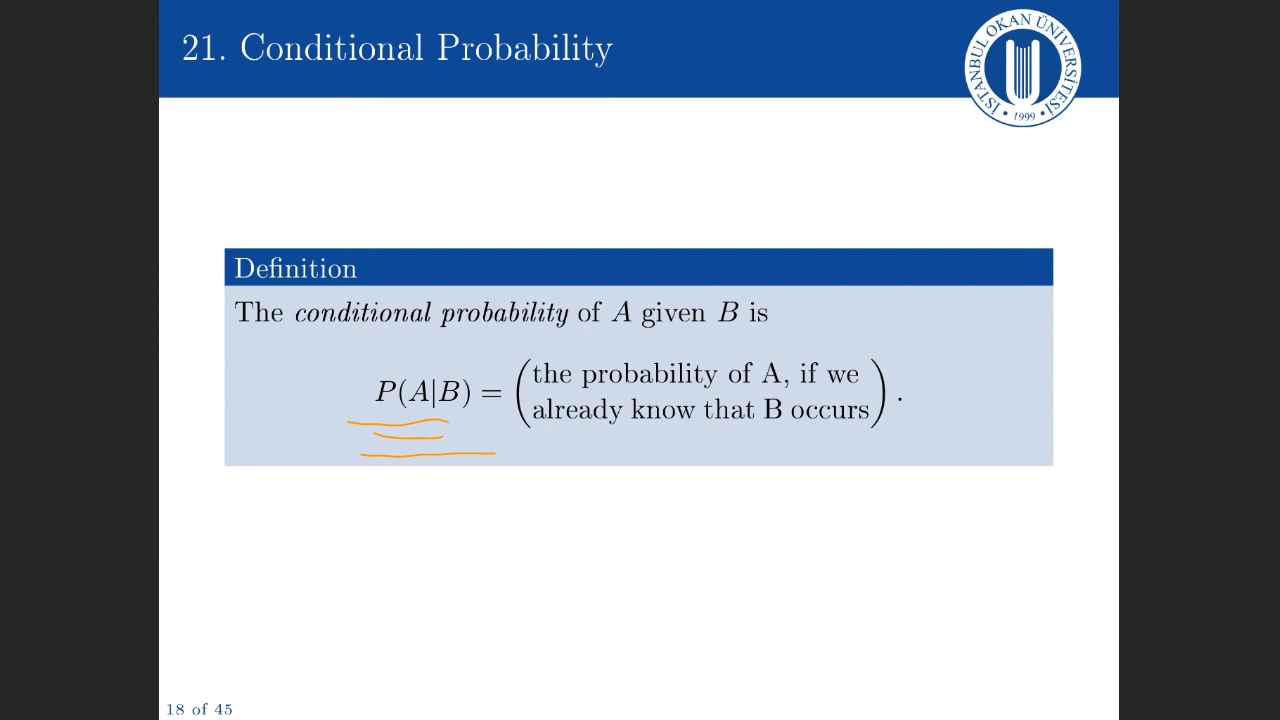 21. Conditional Probability
İSTANBUL OKAN ÜNİVERSİTESİ
• 1999 •
Definition
The conditional probability of A given B is
P(A|B) = (the probability of A, if we
already know that B occurs).
18 of 45